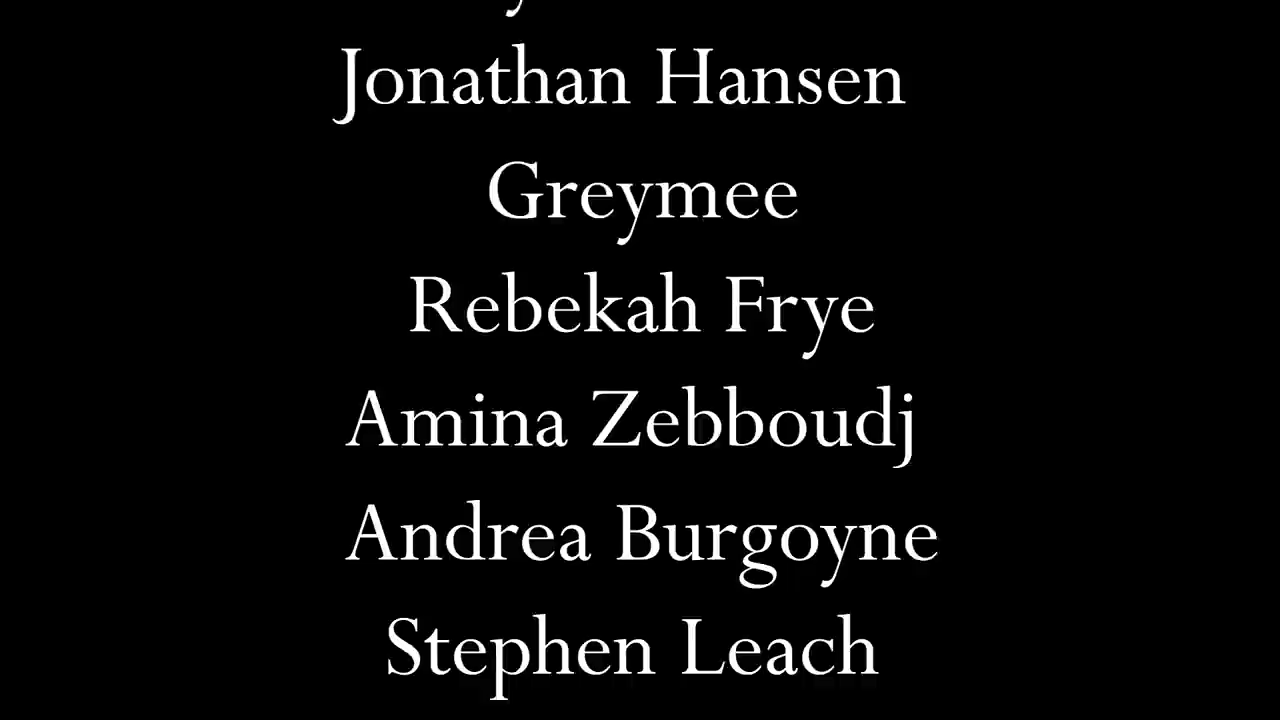 Jonathan Hansen
Greymee
Rebekah Frye
Amina Zebboudj
Andrea Burgoyne
Stephen Leach